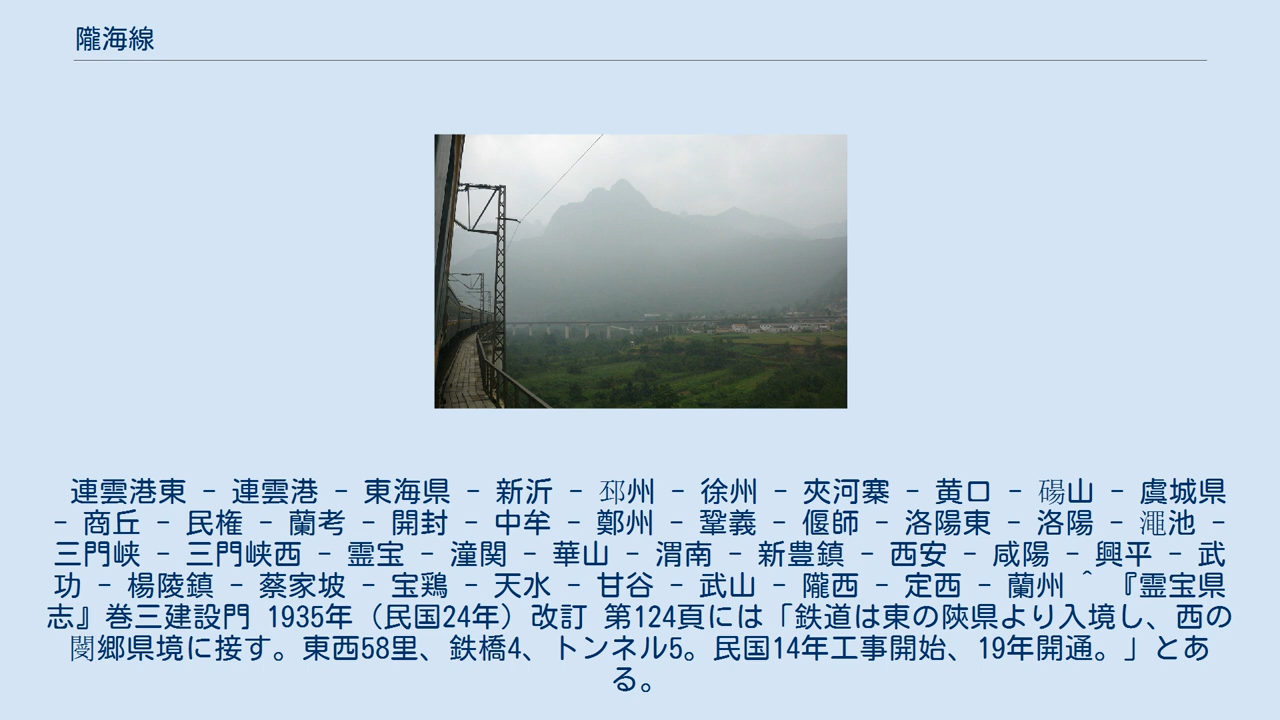 隴海線
連雲港東 - 連雲港 - 東海県 - 新沂 - 邳州 - 徐州 - 夾河寨 - 黄口 - 碭山 - 虞城県
- 商丘 - 民権 - 蘭考 - 開封 - 中牟 - 鄭州 - 鞏義 - 偃師 - 洛陽東 - 洛陽 - 澠池 -
三門峡 - 三門峡西 - 霊宝 - 潼関 - 華山 - 渭南 - 新豊鎮 - 西安 - 咸陽 - 興平 - 武
功 - 楊陵鎮 - 蔡家坡 - 宝鶏 - 天水 - 甘谷 - 武山 - 隴西 - 定西 - 蘭州 ^ 『霊宝県
志』巻三建設門 1935年（民国24年）改訂 第124頁には「鉄道は東の陝県より入境し、西の
閿郷県境に接す。東西58里、鉄橋4、トンネル5。民国14年工事開始、19年開通。」とあ
る。